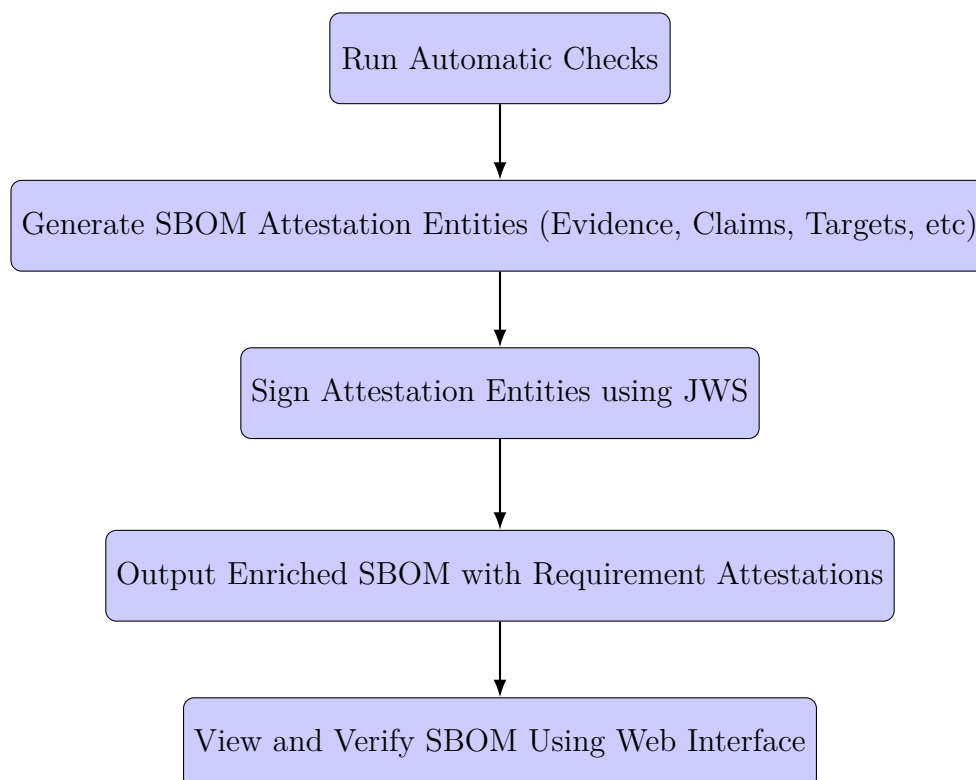 Run Automatic Checks
Generate SBOM Attestation Entities (Evidence, Claims, Targets, etc)
Sign Attestation Entities using JWS
Output Enriched SBOM with Requirement Attestations
View and Verify SBOM Using Web Interface